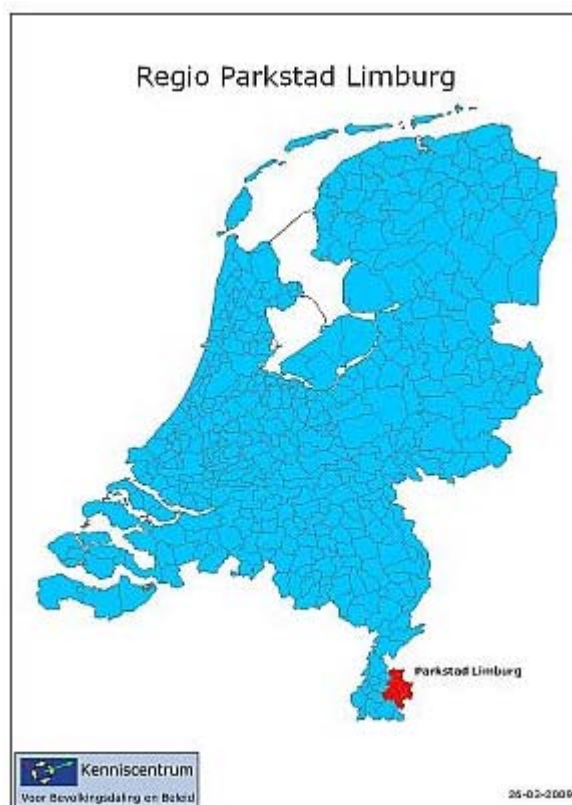 Regio Parkstad Limburg
Parkstad Limburg
Kenniscentrum
Voor Bevolkingsdaling en Beleid
26-02-2009